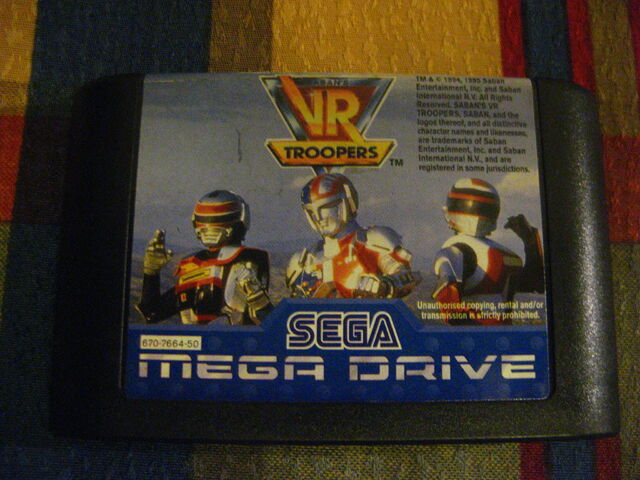 SABAN'S
VR
TROOPERS
TM
TM & © 1994, 1995 Saban
Entertainment, Inc. and Saban
International N.V. All Rights
Reserved. SABAN'S VR
TROOPERS, SABAN, and the
logos thereof, and all distinctive
character names and likenesses,
are trademarks of Saban
Entertainment, Inc. and Saban
International N.V., and are
registered in some jurisdictions.
Unauthorised copying, rental and/or
transmission is strictly prohibited.
SEGA
670-7664-50
MEGA DRIVE